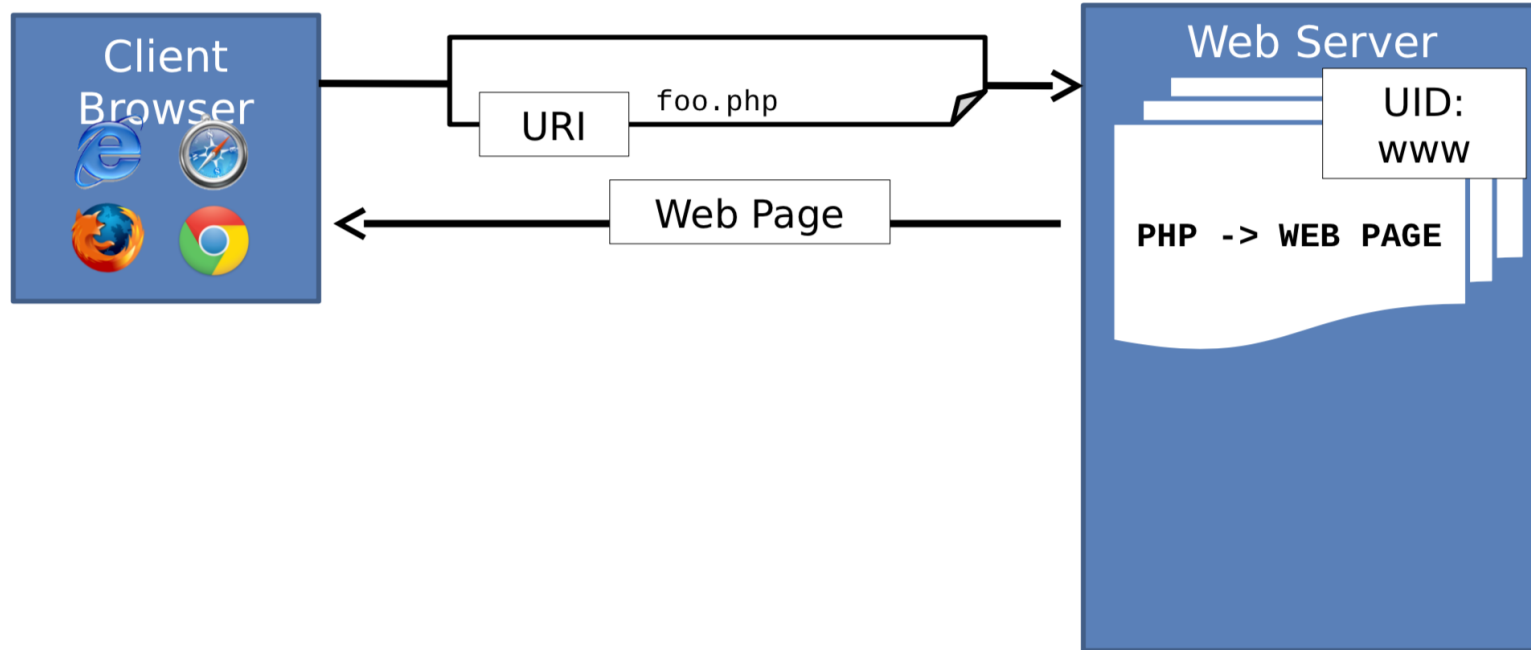 Client
Browser
foo.php
URI
Web Page
Web Server
UID:
www
PHP -> WEB PAGE